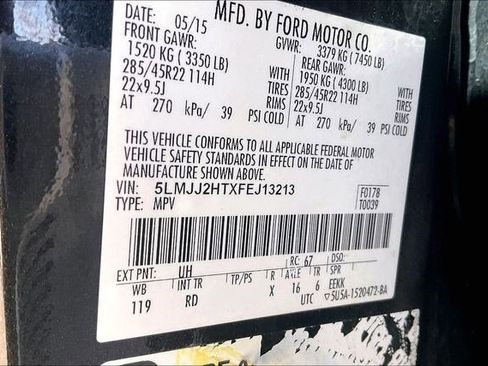 MFD. BY FORD MOTOR CO.
DATE: 05/15 GVWR: 3379 KG (7450 LB)
FRONT GAWR: REAR GAWR:
1520 KG ( 3350 LB) 1950 KG ( 4300 LB)
285/45R22 114H TIRES 285/45R22 114H TIRES
22x9.5J RIMS 22x9.5J RIMS
AT 270 kPa/ 39 PSI COLD AT 270 kPa/ 39 PSI COLD
THIS VEHICLE CONFORMS TO ALL APPLICABLE FEDERAL MOTOR
VEHICLE SAFETY STANDARDS IN EFFECT ON THE DATE OF
MANUFACTURE SHOWN ABOVE.
VIN: 5LMJJ2HTXFEJ13213 F0178
TYPE: MPV T0039
EXT PNT: UH RC: 67 DSO:
WB INT TR TP/PS R AXLE TR SPR
119 RD X 16 6 EEKK
UTC 5U5A-1520472-BA